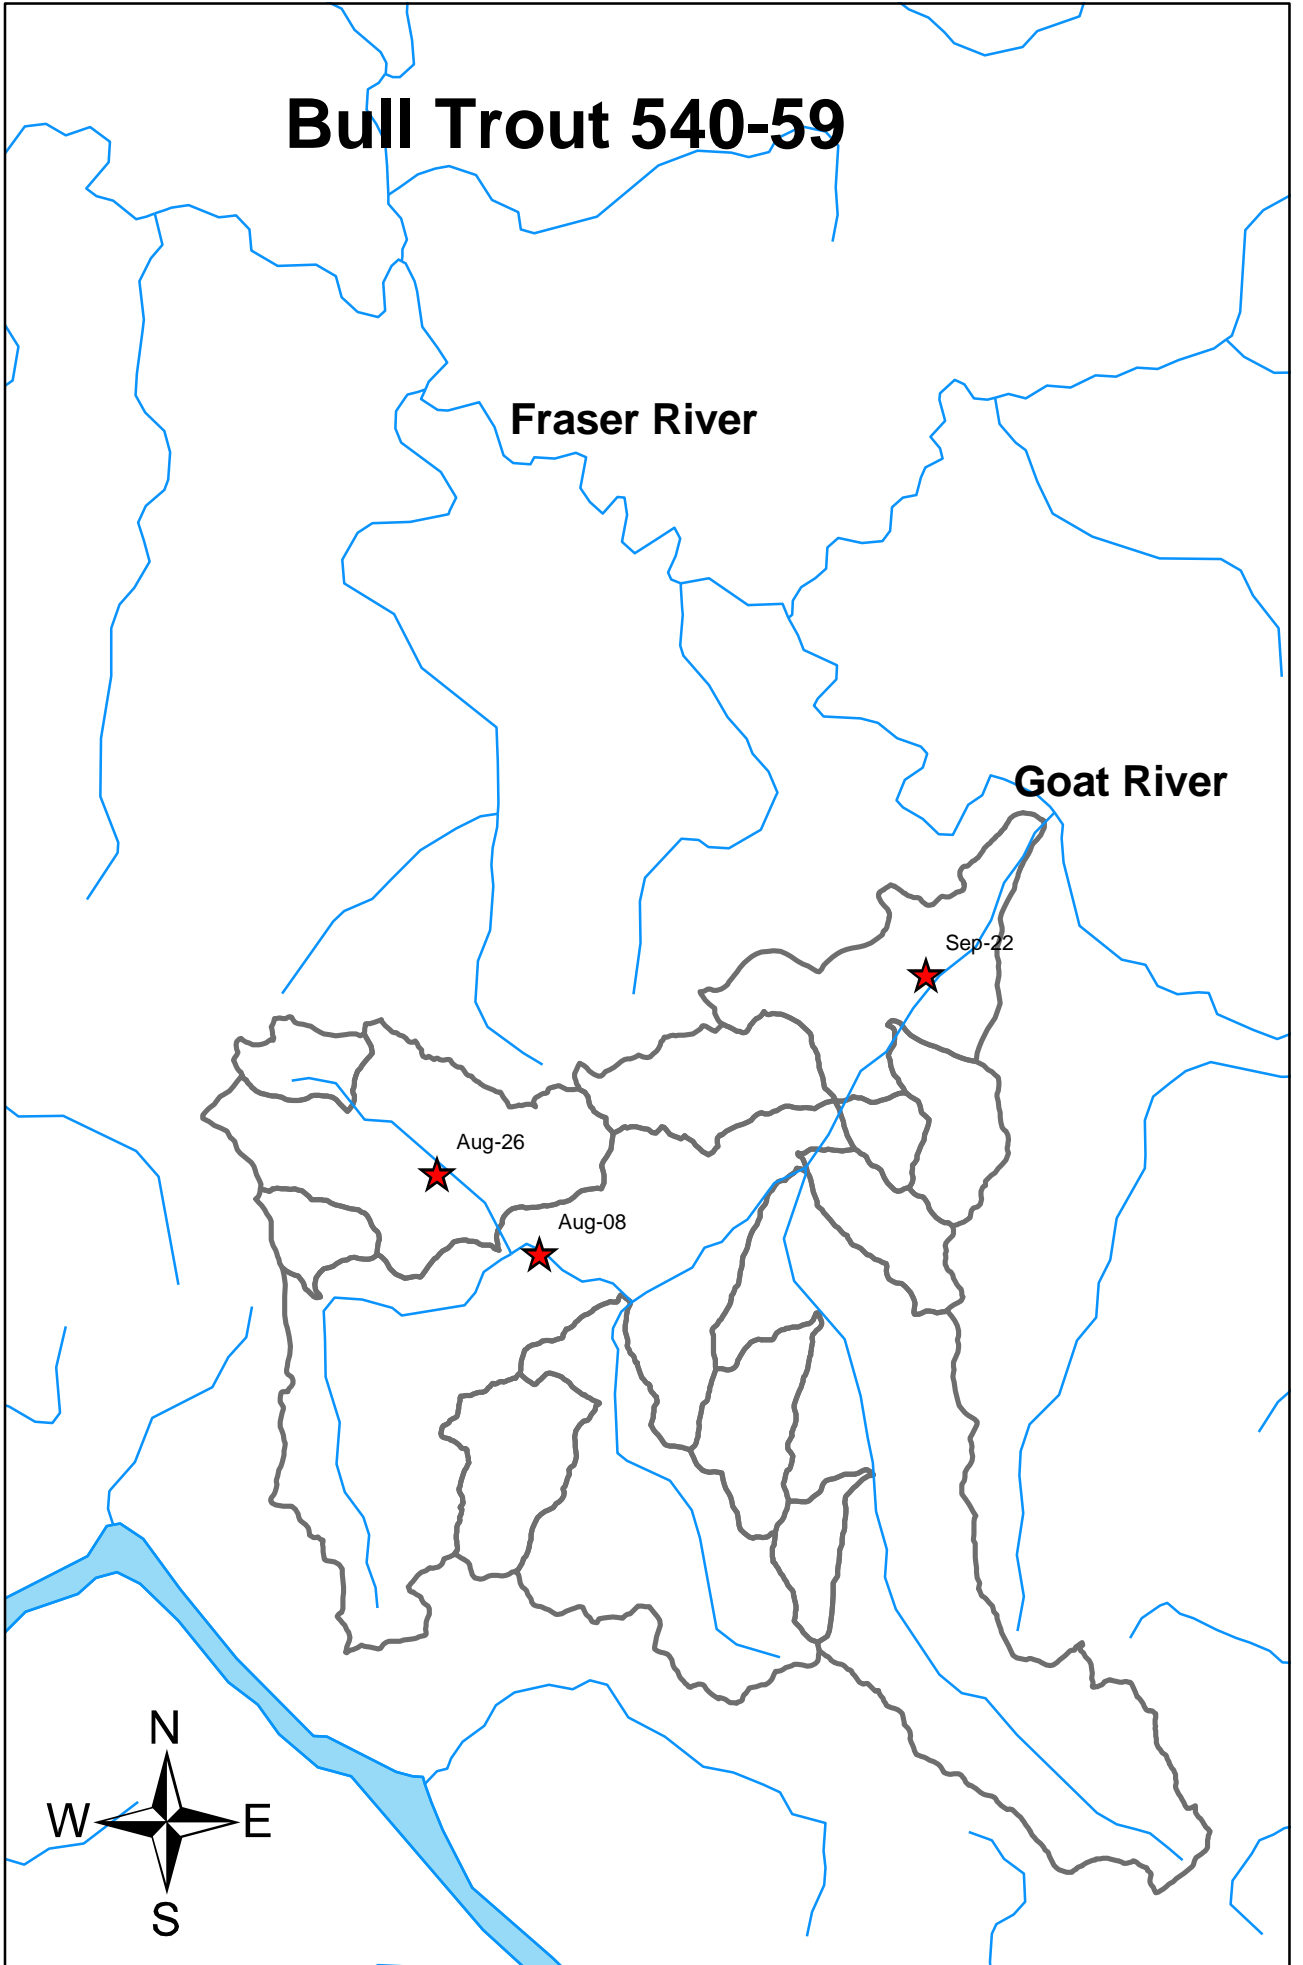 Bull Trout 540-59
Fraser River
Goat River
Sep-22
Aug-26
Aug-08
N
W E
S